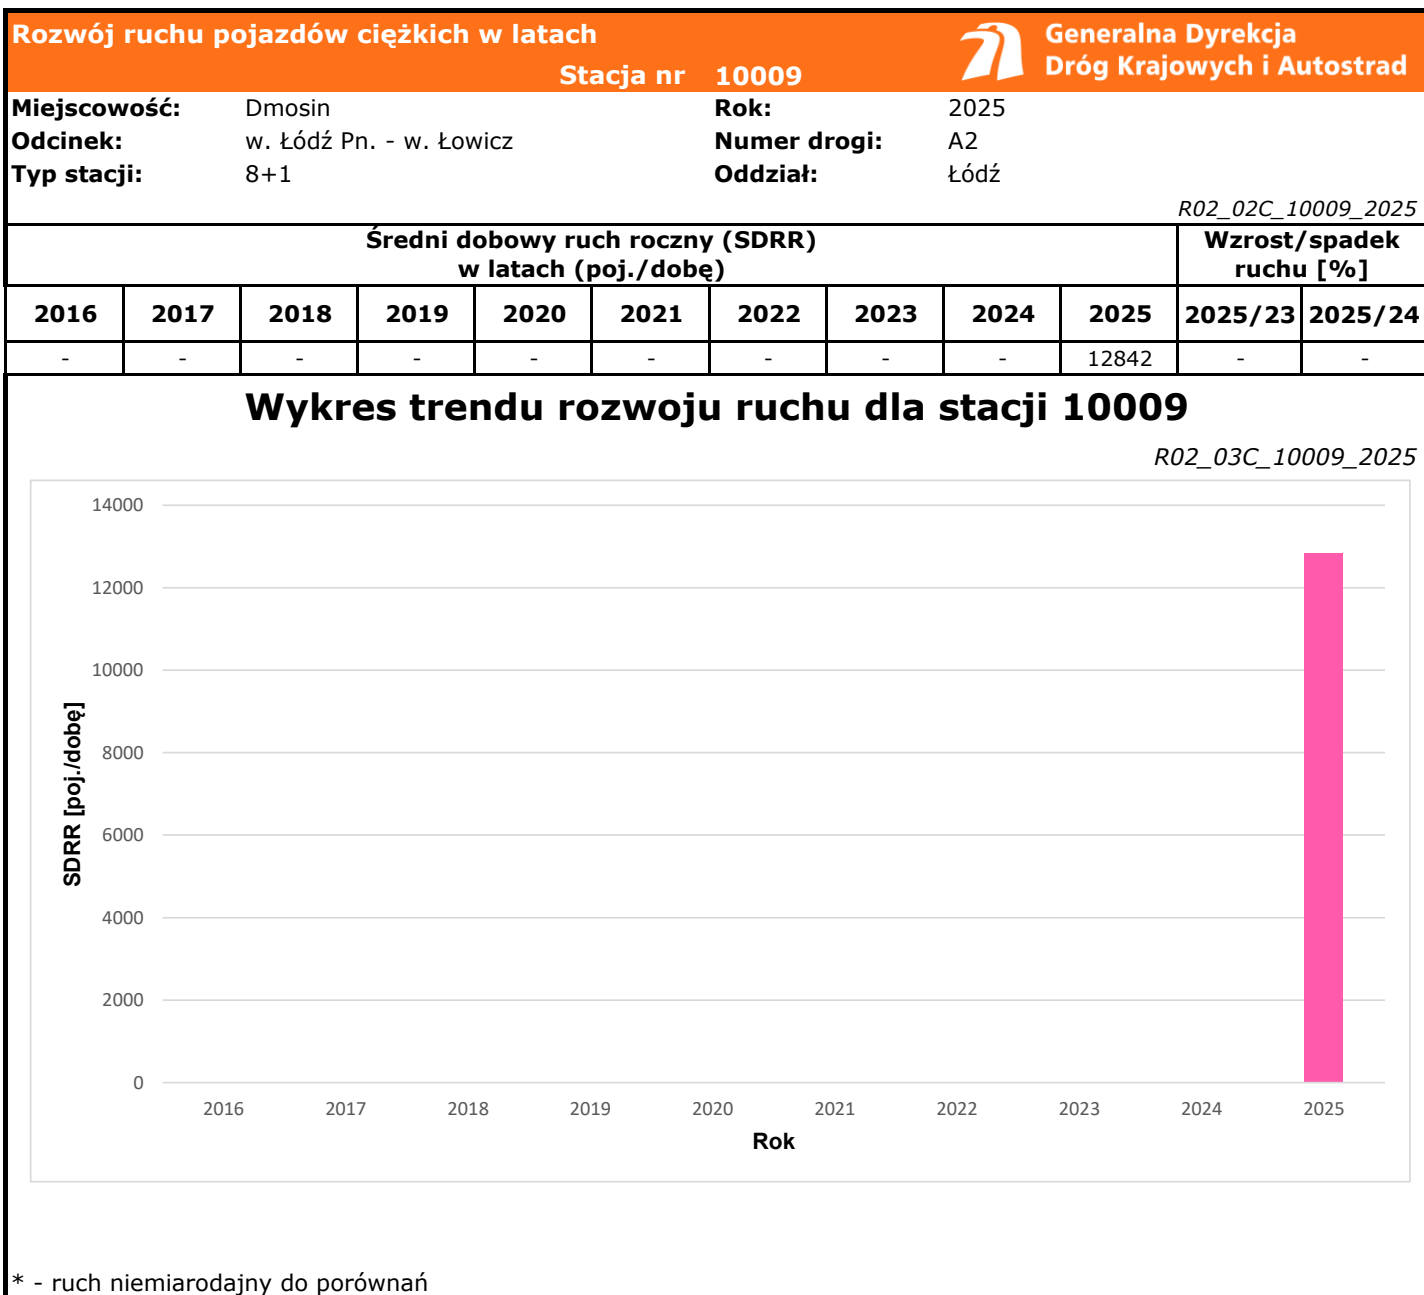 Rozwój ruchu pojazdów ciężkich w latach
Generalna Dyrekcja
Dróg Krajowych i Autostrad
Stacja nr 10009
Miejscowość: Dmosin Rok: 2025
Odcinek: w. Łódź Pn. - w. Łowicz Numer drogi: A2
Typ stacji: 8+1 Oddział: Łódź
R02_02C_10009_2025
Średni dobowy ruch roczny (SDRR)
w latach (poj./dobę)
Wzrost/spadek
ruchu [%]
2016 2017 2018 2019 2020 2021 2022 2023 2024 2025 2025/23 2025/24
- - - - - - - - - 12842 - -
Wykres trendu rozwoju ruchu dla stacji 10009
R02_03C_10009_2025
14000
12000
10000
8000
6000
4000
2000
0
SDRR [poj./dobę]
2016 2017 2018 2019 2020 2021 2022 2023 2024 2025
Rok
* - ruch niemiarodajny do porównań